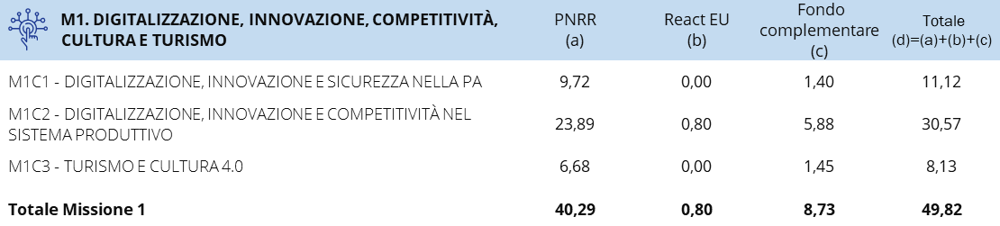 M1. DIGITALIZZAZIONE, INNOVAZIONE, COMPETITIVITÀ, CULTURA E TURISMO PNRR (a) React EU (b) Fondo complementare (c) Totale (d)=(a)+(b)+(c)
M1C1 - DIGITALIZZAZIONE, INNOVAZIONE E SICUREZZA NELLA PA 9,72 0,00 1,40 11,12
M1C2 - DIGITALIZZAZIONE, INNOVAZIONE E COMPETITIVITÀ NEL SISTEMA PRODUTTIVO 23,89 0,80 5,88 30,57
M1C3 - TURISMO E CULTURA 4.0 6,68 0,00 1,45 8,13
Totale Missione 1 40,29 0,80 8,73 49,82